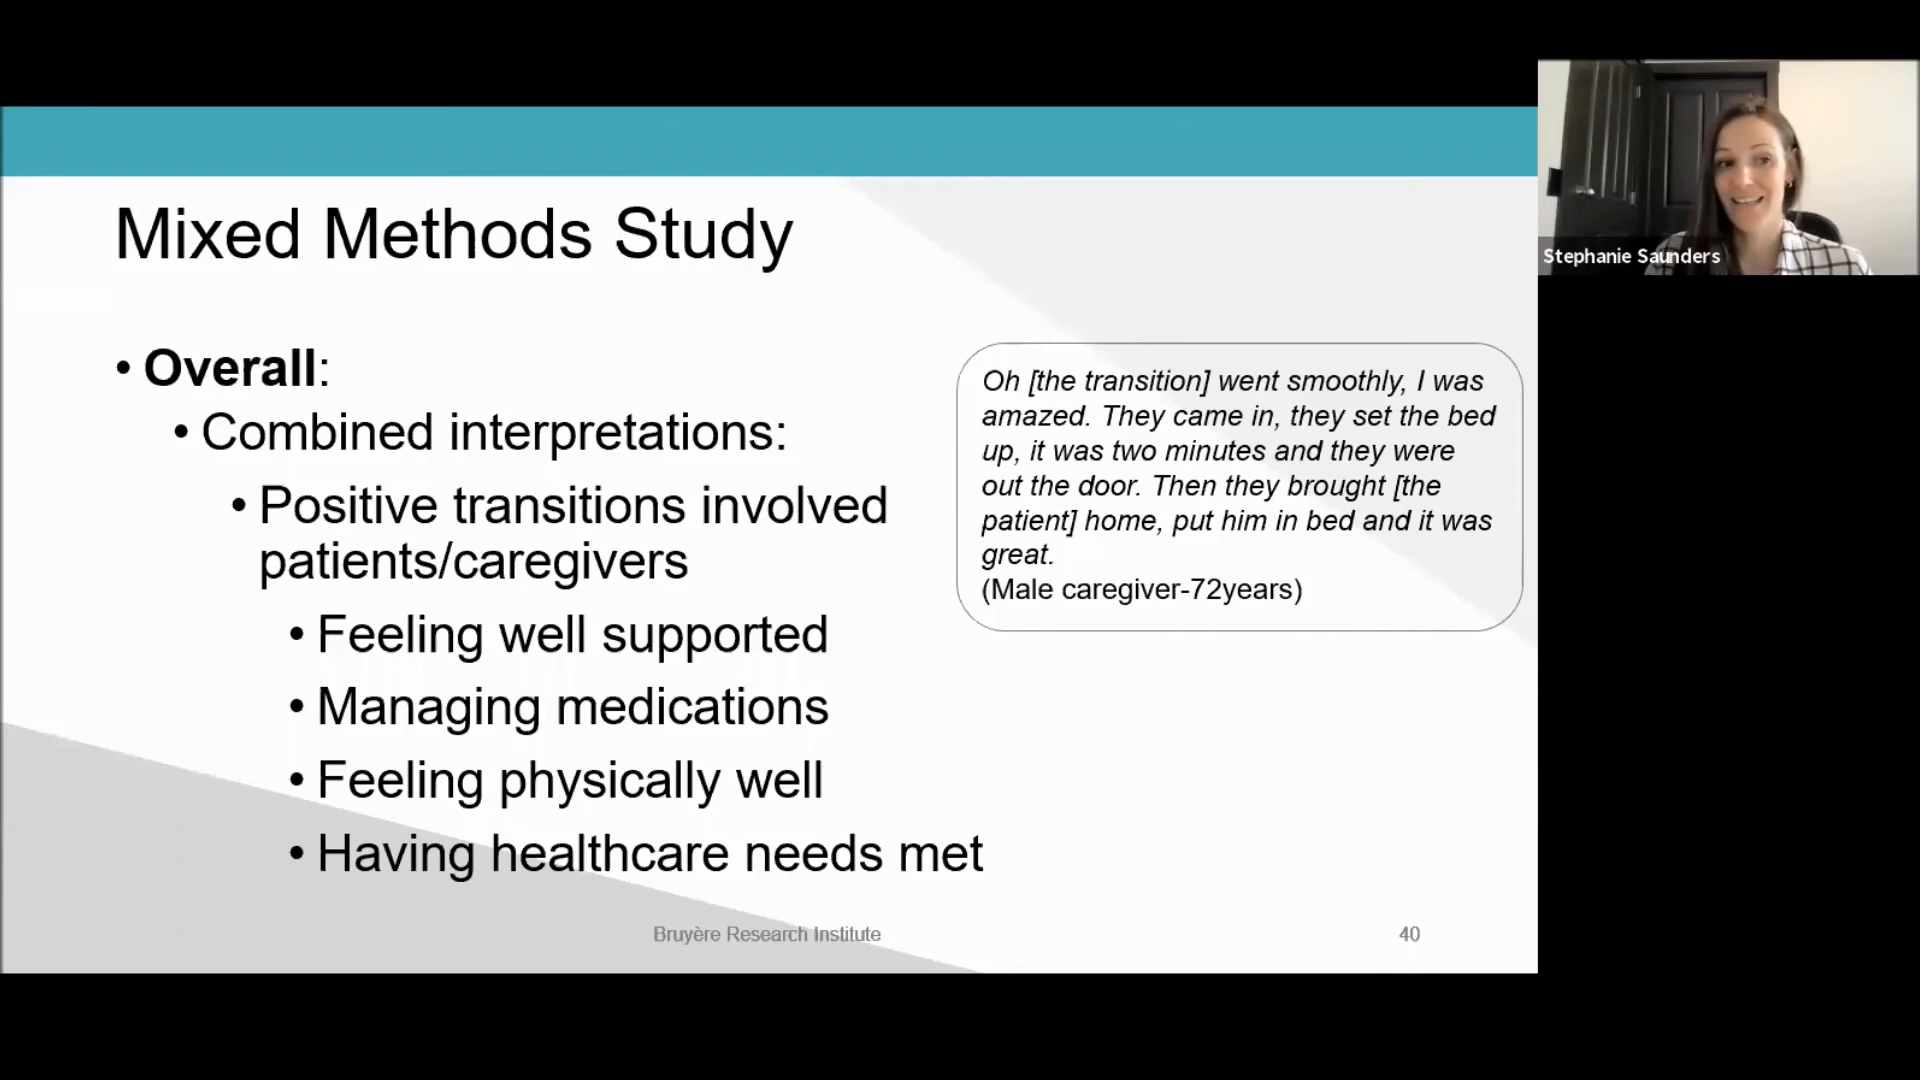 Mixed Methods Study
• Overall:
• Combined interpretations:
• Positive transitions involved
patients/caregivers
• Feeling well supported
• Managing medications
• Feeling physically well
• Having healthcare needs met
Oh [the transition] went smoothly, I was
amazed. They came in, they set the bed
up, it was two minutes and they were
out the door. Then they brought [the
patient] home, put him in bed and it was
great.
(Male caregiver-72years)
Bruyère Research Institute
40
Stephanie Saunders